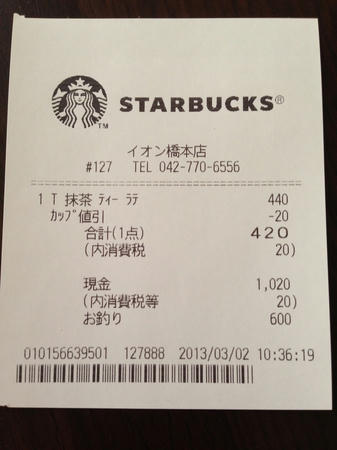 TM
STARBUCKS®
イオン橋本店
#127 TEL 042-770-6556
1 T 抹茶 ﾃｨｰ ﾗﾃ 440
ｶｯﾌﾟ値引 -20
合計(1点) 420
(内消費税 20)
現金 1,020
(内消費税等 20)
お釣り 600
010156639501 127888 2013/03/02 10:36:19